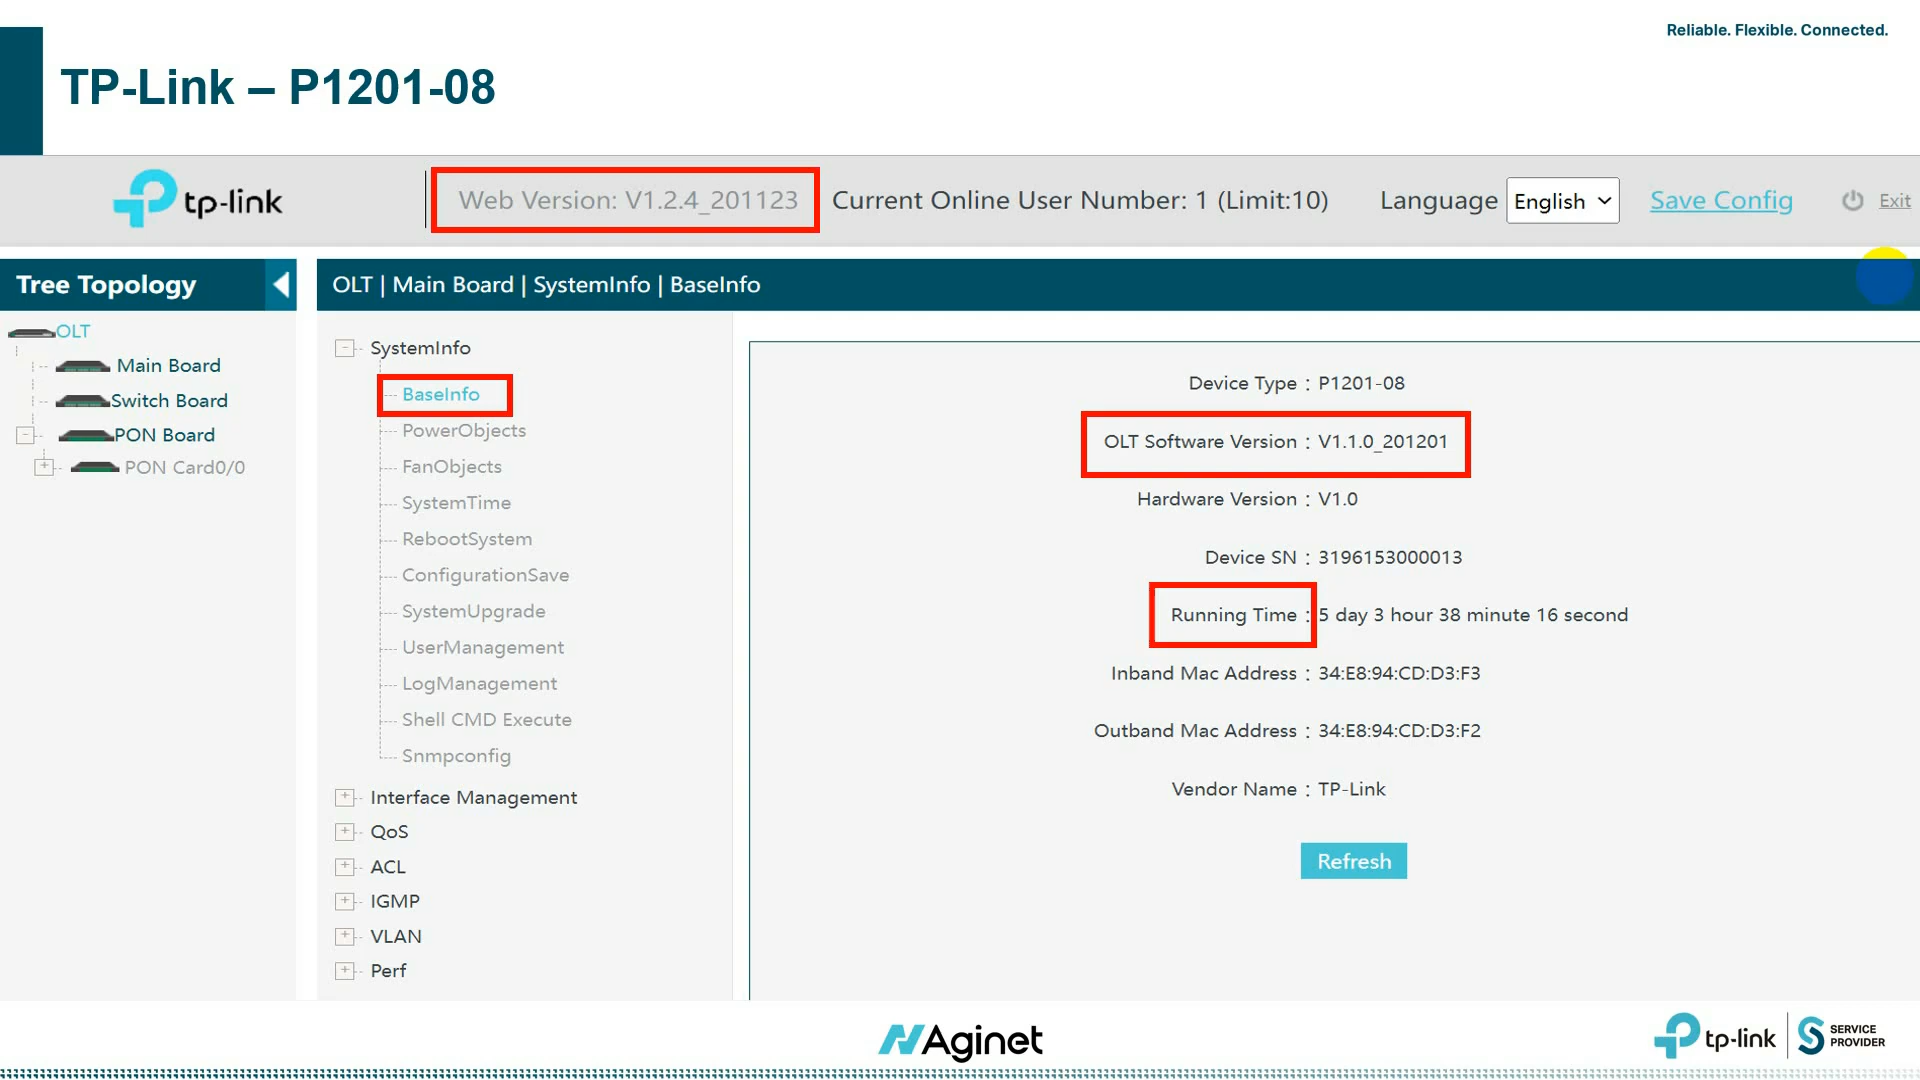 Reliable. Flexible. Connected.
TP-Link – P1201-08
tp-link
Web Version: V1.2.4_201123
Current Online User Number: 1 (Limit:10)
Language
English
Save Config
Exit
Tree Topology
OLT | Main Board | SystemInfo | BaseInfo
OLT
Main Board
Switch Board
PON Board
PON Card0/0
SystemInfo
BaseInfo
PowerObjects
FanObjects
SystemTime
RebootSystem
ConfigurationSave
SystemUpgrade
UserManagement
LogManagement
Shell CMD Execute
Snmpconfig
Interface Management
QoS
ACL
IGMP
VLAN
Perf
Device Type : P1201-08
OLT Software Version : V1.1.0_201201
Hardware Version : V1.0
Device SN : 3196153000013
Running Time : 5 day 3 hour 38 minute 16 second
Inband Mac Address : 34:E8:94:CD:D3:F3
Outband Mac Address : 34:E8:94:CD:D3:F2
Vendor Name : TP-Link
Refresh
Aginet
tp-link
SERVICE
PROVIDER